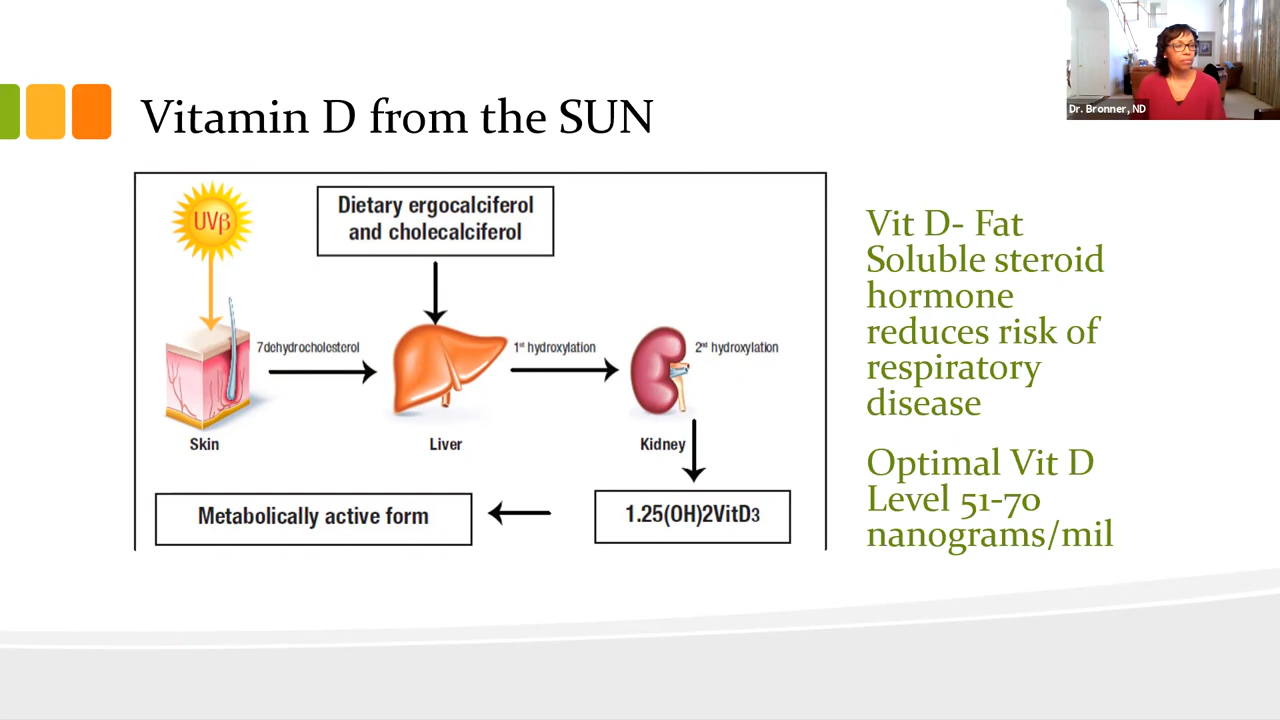 Dr. Bronner, ND
Vitamin D from the SUN
UVβ
Dietary ergocalciferol
and cholecalciferol
7dehydrocholesterol
1st hydroxylation
2nd hydroxylation
Skin
Liver
Kidney
Metabolically active form
1.25(OH)2VitD3
Vit D- Fat
Soluble steroid
hormone
reduces risk of
respiratory
disease
Optimal Vit D
Level 51-70
nanograms/mil